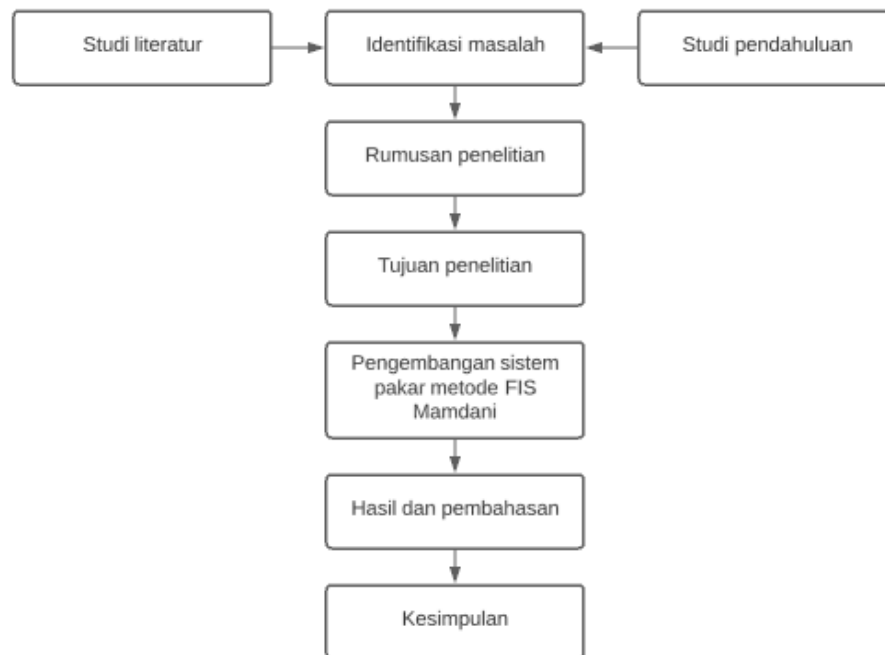 Studi literatur
Identifikasi masalah
Studi pendahuluan
Rumusan penelitian
Tujuan penelitian
Pengembangan sistem
pakar metode FIS
Mamdani
Hasil dan pembahasan
Kesimpulan